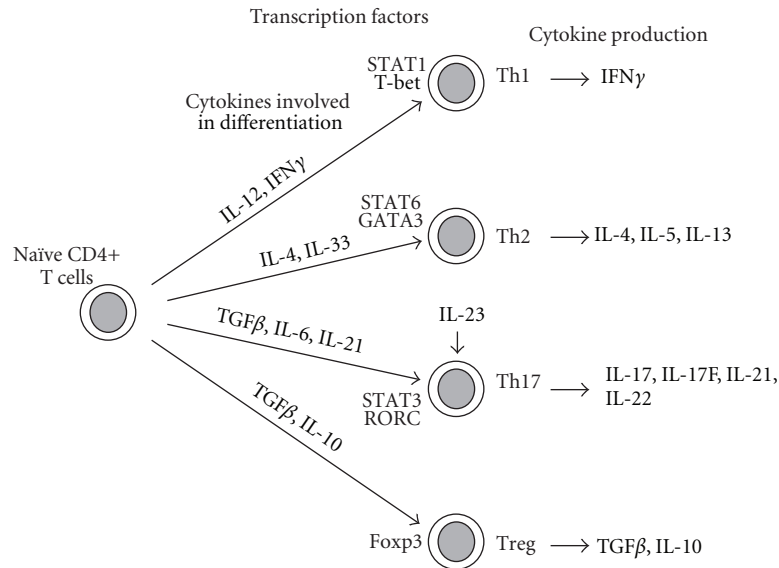 Transcription factors
Cytokine production
Cytokines involved
in differentiation
Naïve CD4+
T cells
IL-12, IFNγ
STAT1
T-bet
Th1
IFNγ
IL-4, IL-33
STAT6
GATA3
Th2
IL-4, IL-5, IL-13
TGFβ, IL-6, IL-21
IL-23
STAT3
RORC
Th17
IL-17, IL-17F, IL-21,
IL-22
TGFβ, IL-10
Foxp3
Treg
TGFβ, IL-10